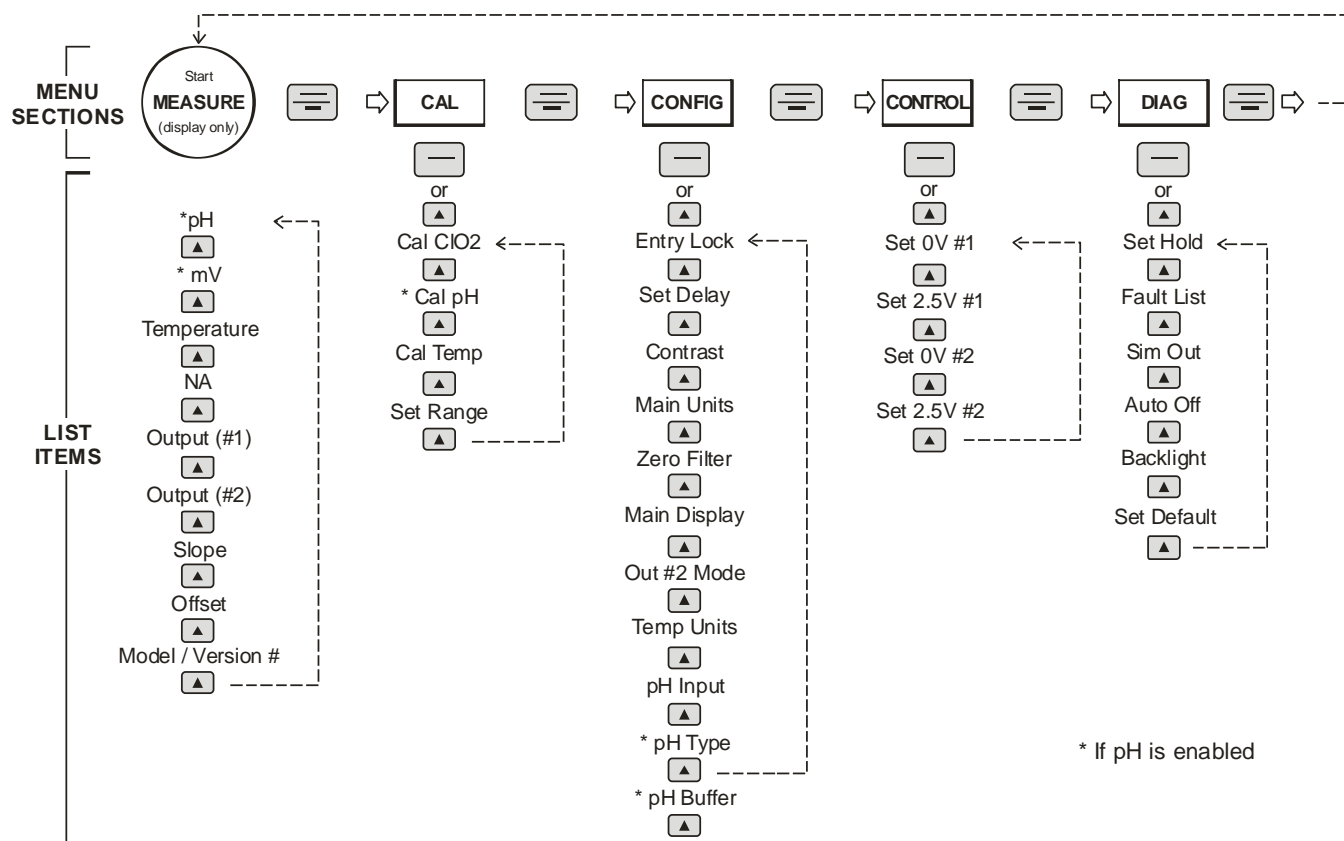 MENU
SECTIONS
Start
MEASURE
(display only)
CAL
CONFIG
CONTROL
DIAG
LIST
ITEMS
*pH
* mV
Temperature
NA
Output (#1)
Output (#2)
Slope
Offset
Model / Version #
or
Cal ClO2
* Cal pH
Cal Temp
Set Range
or
Entry Lock
Set Delay
Contrast
Main Units
Zero Filter
Main Display
Out #2 Mode
Temp Units
pH Input
* pH Type
* pH Buffer
or
Set 0V #1
Set 2.5V #1
Set 0V #2
Set 2.5V #2
or
Set Hold
Fault List
Sim Out
Auto Off
Backlight
Set Default
* If pH is enabled